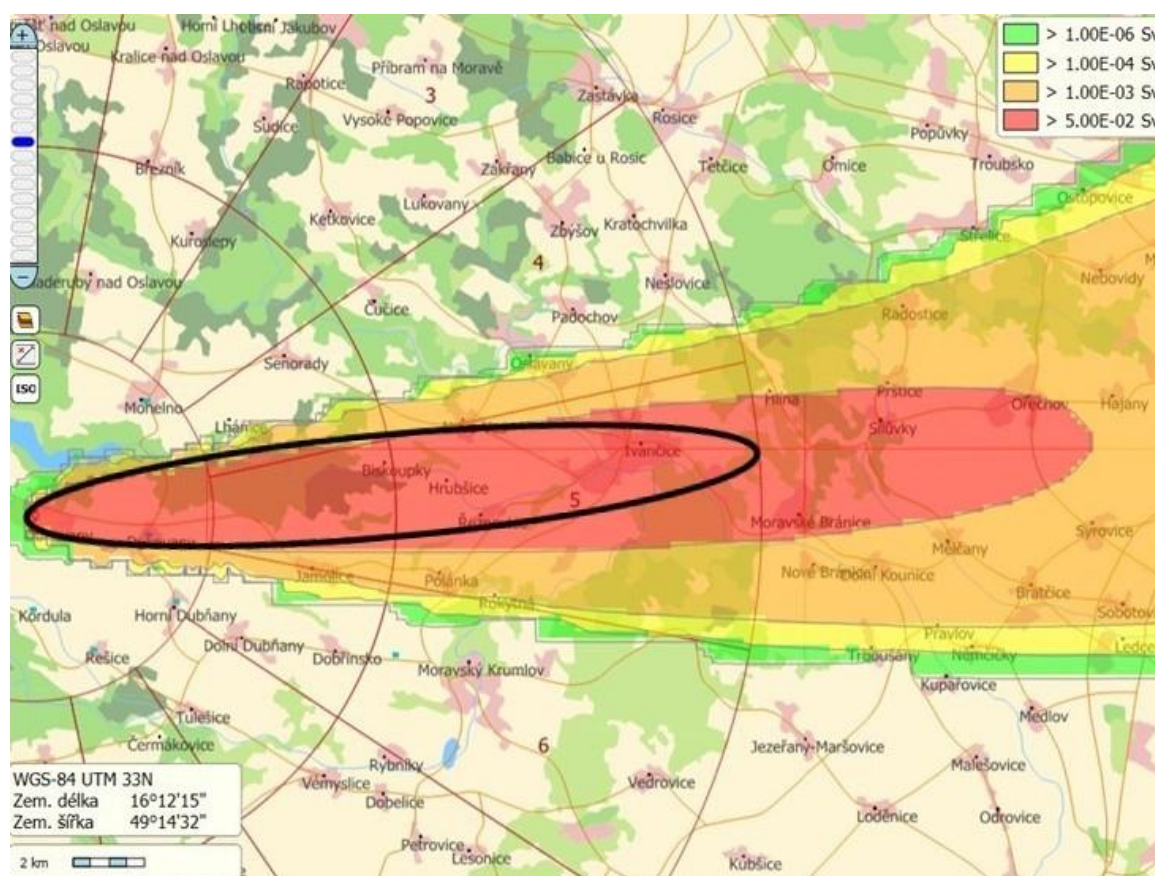 nad Oslavou
Kralice nad Oslavou
Oslavou
Rapotice
Příbram na Moravě
3
Vysoké Popovice
Sudice
Zastávka
Rosice
Popůvky
Troubsko
Omice
Tetčice
Babice u Rosic
Zakřany
Březník
Lukovany
Ketkovice
Kratochvilka
Zbýšov
Kuroslepy
4
Ostopovice
Střelice
Nebovidy
Neslovice
Čučice
Padochov
Radostice
Senorady
Oslavany
Mohelno
Lhánice
Hlína
Prštice
Ořechov
Hajany
Silůvky
Ivančice
Biskoupky
Hrubšice
5
Moravské Bránice
Jamolice
Polánka
Rokytná
Mělčany
Syrovice
Nové Bránice
Dolní Kounice
Bratčice
Kordula
Horní Dubňany
Dolní Dubňany
Dobřínsko
Rešice
Moravský Krumlov
Pravlov
Trboušany
Němčičky
Kupařovice
Medlov
Tulešice
Čermákovice
6
Jezeřany-Maršovice
Malešovice
Rybníky
Vémyslice
Dobelice
Vedrovice
Loděnice
Odrovice
Petrovice
Lesonice
Kubšice
> 1.00E-06 Sv
> 1.00E-04 Sv
> 1.00E-03 Sv
> 5.00E-02 Sv
ISO
WGS-84 UTM 33N
Zem. délka 16°12'15"
Zem. šířka 49°14'32"
2 km